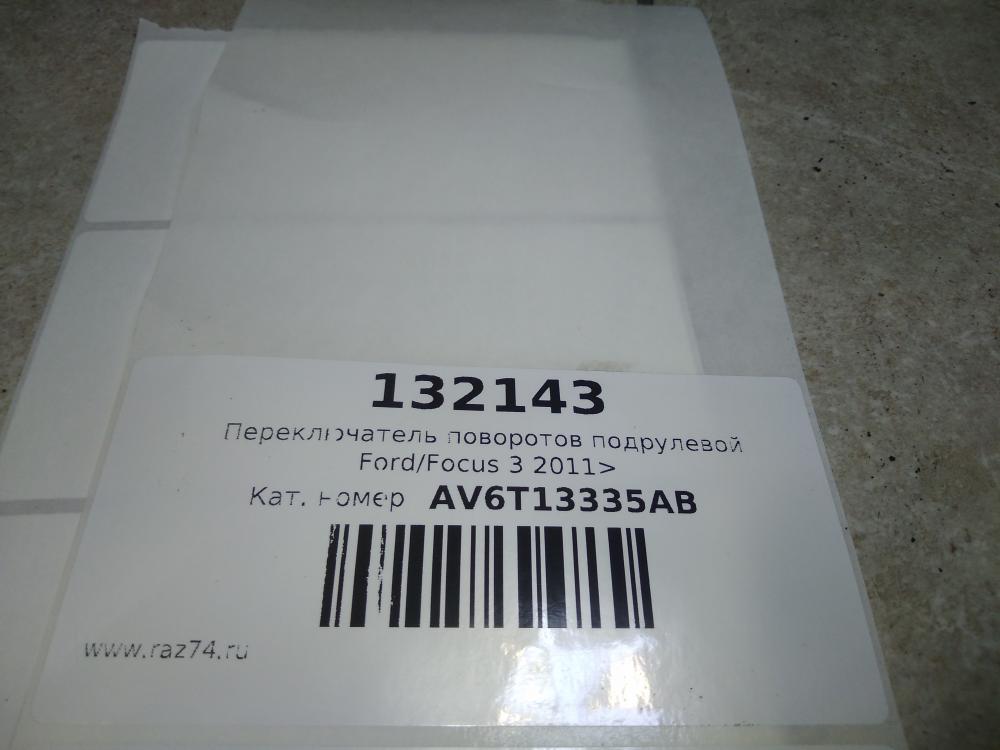 132143
Переключатель поворотов подрулевой
Ford/Focus 3 2011>
Кат. номер AV6T13335AB
www.raz74.ru